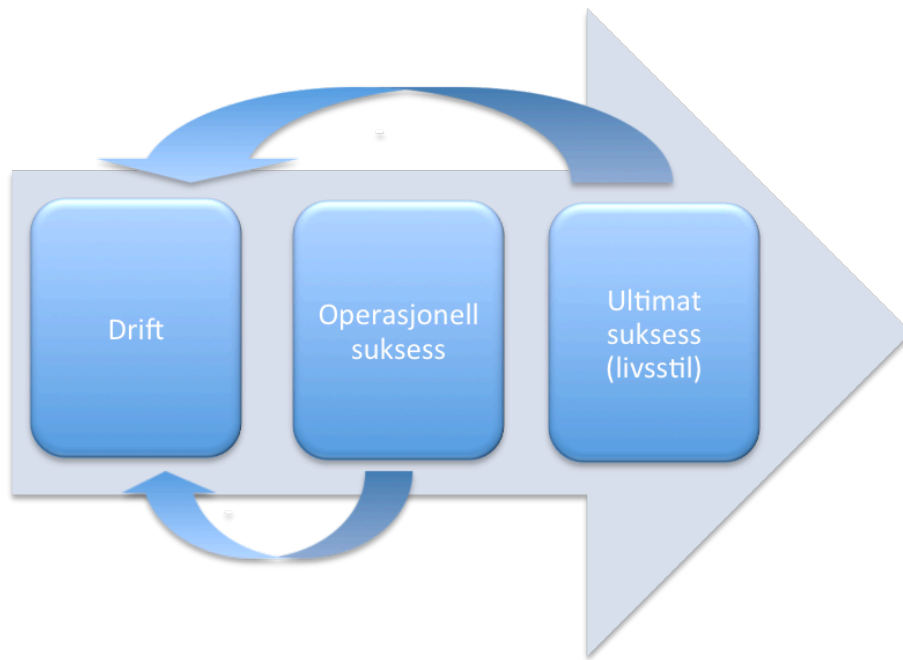 Drift
Operasjonell
suksess
Ultimat
suksess
(livsstil)